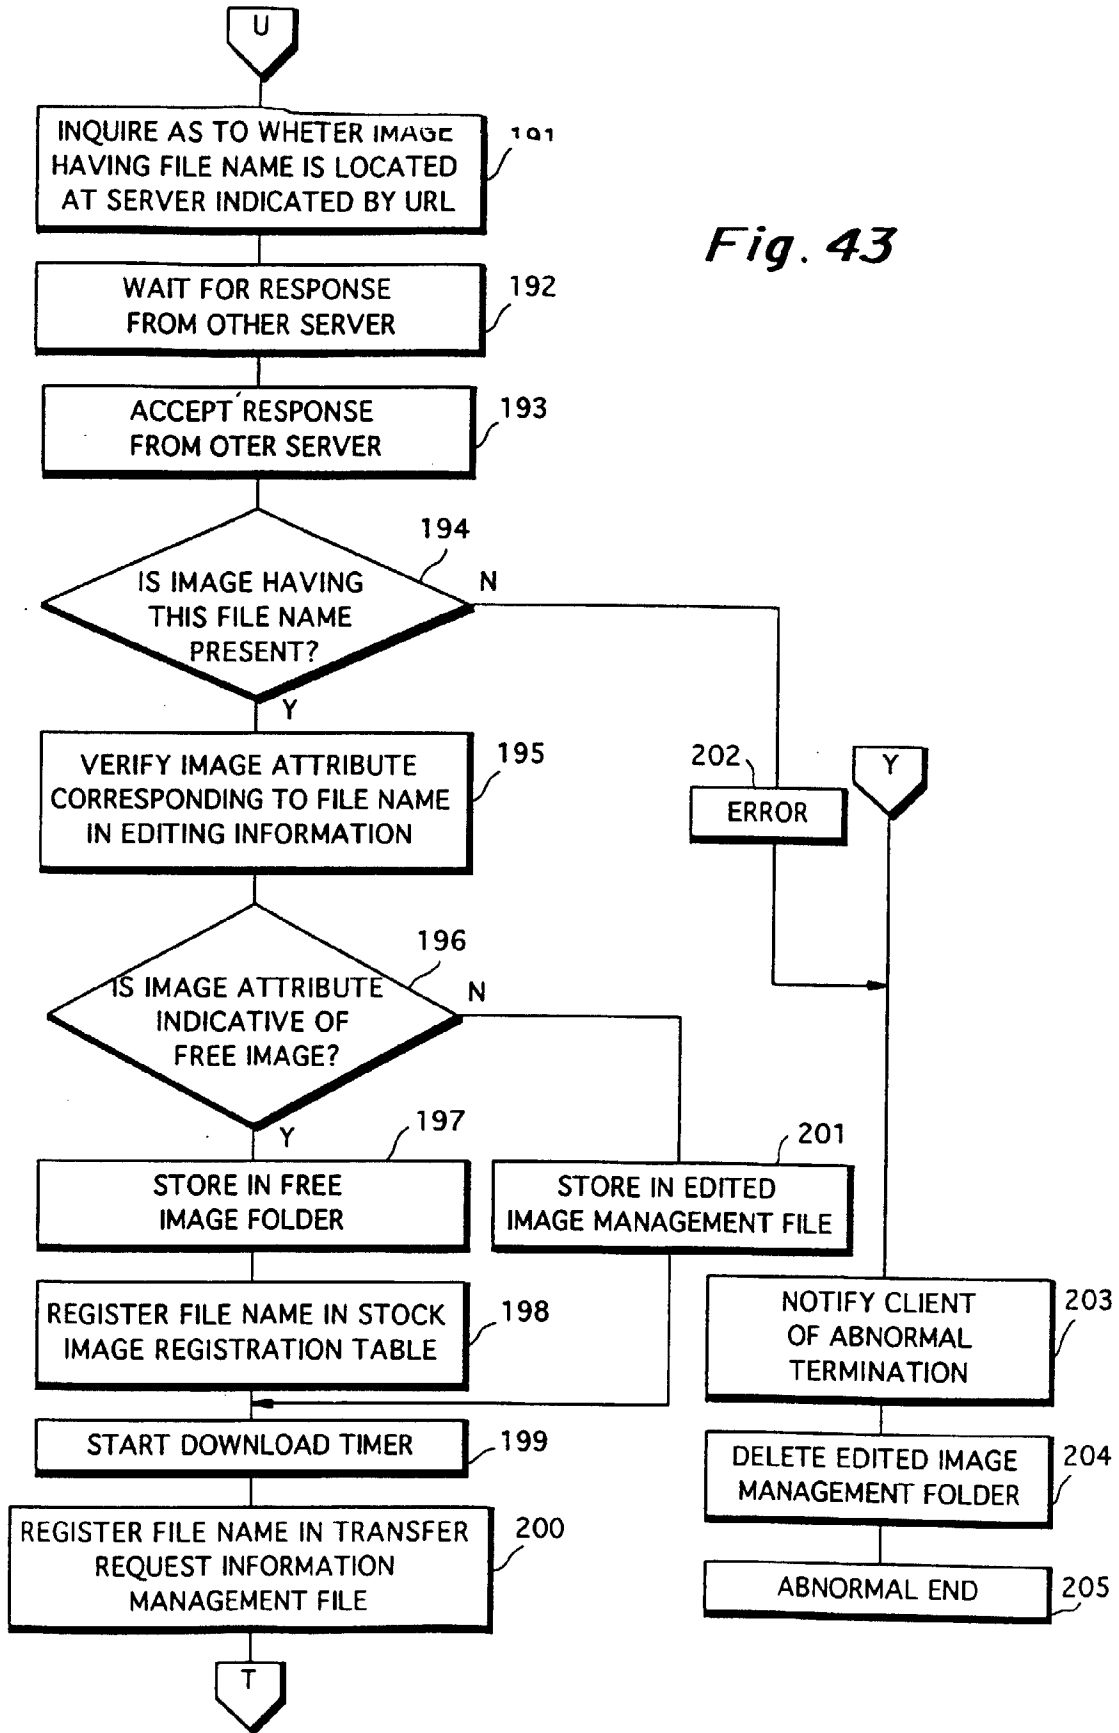 U
INQUIRE AS TO WHETER IMAGE
HAVING FILE NAME IS LOCATED
AT SERVER INDICATED BY URL
191
Fig. 43
WAIT FOR RESPONSE
FROM OTHER SERVER
192
ACCEPT RESPONSE
FROM OTER SERVER
193
194
IS IMAGE HAVING
THIS FILE NAME
PRESENT?
N
Y
VERIFY IMAGE ATTRIBUTE
CORRESPONDING TO FILE NAME
IN EDITING INFORMATION
195
202
ERROR
Y
196
IS IMAGE ATTRIBUTE
INDICATIVE OF
FREE IMAGE?
N
Y
197
STORE IN FREE
IMAGE FOLDER
201
STORE IN EDITED
IMAGE MANAGEMENT FILE
REGISTER FILE NAME IN STOCK
IMAGE REGISTRATION TABLE
198
START DOWNLOAD TIMER
199
REGISTER FILE NAME IN TRANSFER
REQUEST INFORMATION
MANAGEMENT FILE
200
T
NOTIFY CLIENT
OF ABNORMAL
TERMINATION
203
DELETE EDITED IMAGE
MANAGEMENT FOLDER
204
ABNORMAL END
205